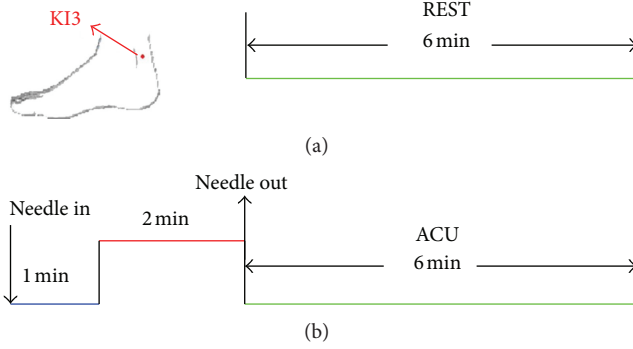 KI3
REST
6 min
(a)
Needle out
Needle in
2 min
ACU
1 min
6 min
(b)